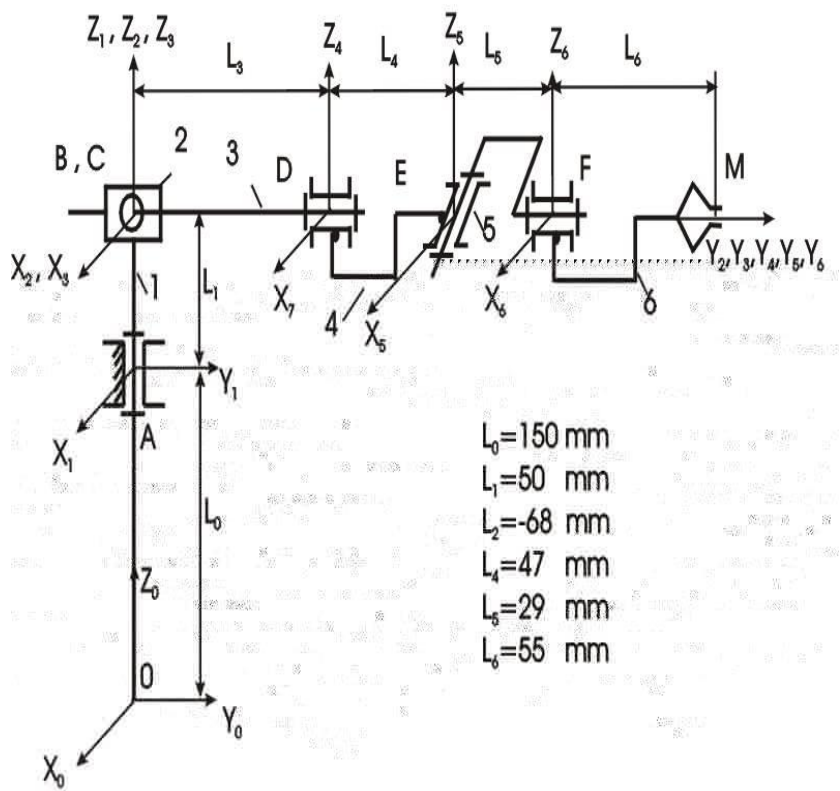 Z₁, Z₂, Z₃
L₃
Z₄
L₄
Z₅
L₅
Z₆
L₆
B, C
2
3
D
E
F
M
5
X₂, X₃
1
L₁
X₇
4
X₅
X₆
6
Y₂, Y₃, Y₄, Y₅, Y₆
Y₁
X₁
A
L₀
L₀=150 mm
L₁=50 mm
L₂=-68 mm
L₄=47 mm
L₅=29 mm
L₆=55 mm
Z₀
0
Y₀
X₀